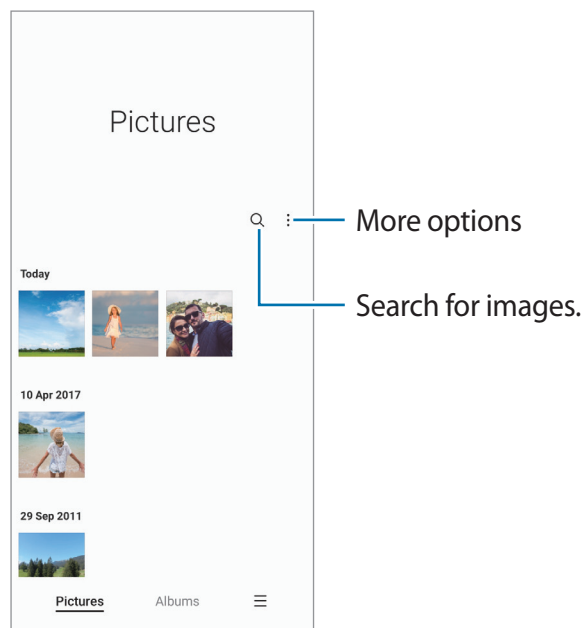 Pictures
More options
Search for images.
Today
10 Apr 2017
29 Sep 2011
Pictures Albums